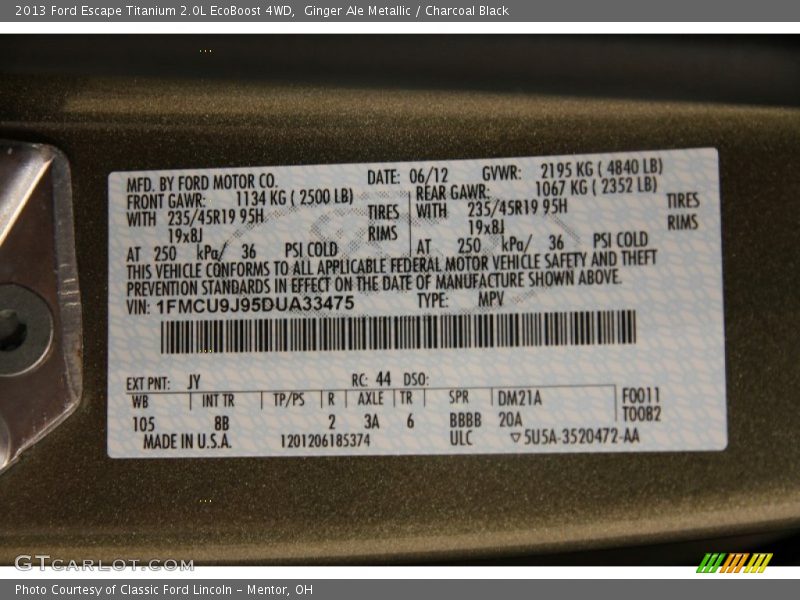 2013 Ford Escape Titanium 2.0L EcoBoost 4WD,  Ginger Ale Metallic / Charcoal Black
MFD. BY FORD MOTOR CO. DATE: 06/12 GVWR: 2195 KG ( 4840 LB)
FRONT GAWR: 1134 KG ( 2500 LB) REAR GAWR: 1067 KG ( 2352 LB)
WITH 235/45R19 95H TIRES WITH 235/45R19 95H TIRES
19x8J RIMS 19x8J RIMS
AT 250 kPa/ 36 PSI COLD AT 250 kPa/ 36 PSI COLD
THIS VEHICLE CONFORMS TO ALL APPLICABLE FEDERAL MOTOR VEHICLE SAFETY AND THEFT
PREVENTION STANDARDS IN EFFECT ON THE DATE OF MANUFACTURE SHOWN ABOVE.
VIN: 1FMCU9J95DUA33475 TYPE: MPV
EXT PNT: JY RC: 44 DSO:
WB INT TR TP/PS R AXLE TR SPR DM21A F0011
105 8B 2 3A 6 BBBB 20A T0082
MADE IN U.S.A. 1201206185374 ULC ▽5U5A-3520472-AA
GTcarlot.com
Photo Courtesy of Classic Ford Lincoln - Mentor, OH